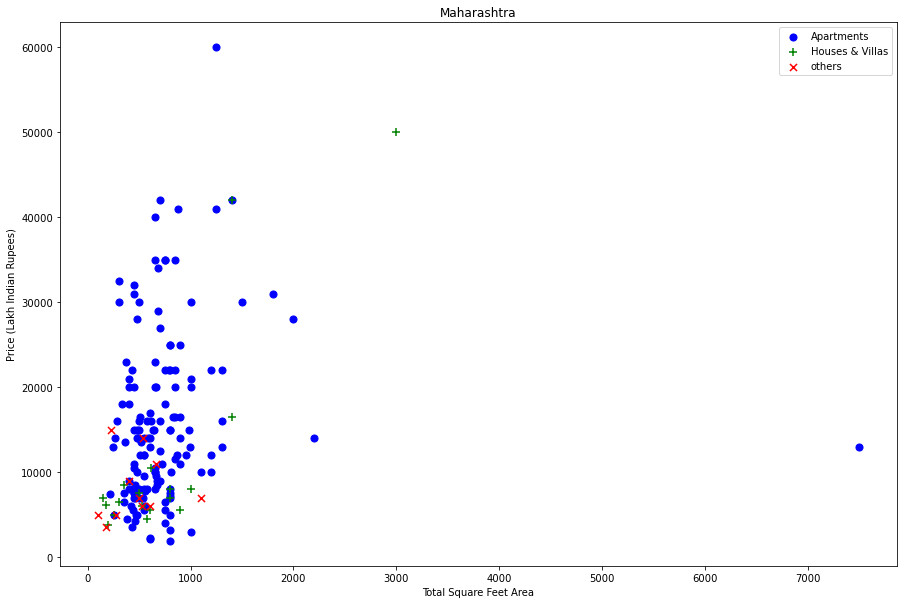 Maharashtra
Apartments
Houses & Villas
others
60000
50000
40000
30000
20000
10000
0
Price (Lakh Indian Rupees)
0 1000 2000 3000 4000 5000 6000 7000
Total Square Feet Area